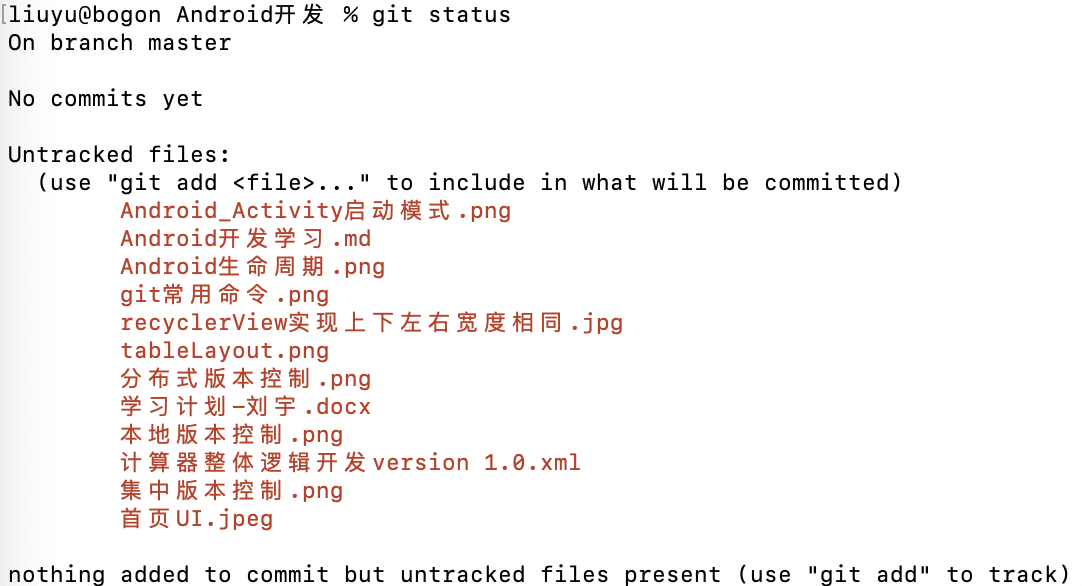 [liuyu@bogon Android开发 % git status
On branch master
No commits yet
Untracked files:
(use "git add <file>..." to include in what will be committed)
Android_Activity启动模式.png
Android开发学习.md
Android生命周期.png
git常用命令.png
recyclerView实现上下左右宽度相同.jpg
tableLayout.png
分布式版本控制.png
学习计划-刘宇.docx
本地版本控制.png
计算器整体逻辑开发version 1.0.xml
集中版本控制.png
首页UI.jpeg
nothing added to commit but untracked files present (use "git add" to track)